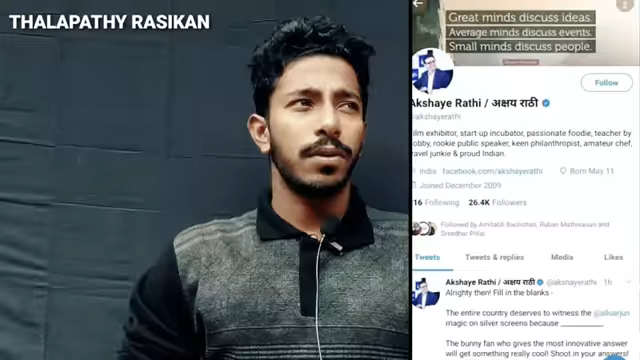 THALAPATHY RASIKAN
Great minds discuss ideas.
Average minds discuss events.
Small minds discuss people.
Follow
Akshaye Rathi / अक्षय राठी
@akshayerathi
film exhibitor, start-up incubator, passionate foodie, teacher by
hobby, rookie public speaker, keen philanthropist, amateur chef,
travel junkie & proud Indian.
India facebook.com/akshayerathi Born May 11
Joined December 2009
16 Following 26.4K Followers
Followed by Amitabh Bachchan, Ruban Mathivanan and
Sreedhar Pillai
Tweets Tweets & replies Media Likes
Akshaye Rathi / अक्षय राठी @akshayerathi 1h
Alrighty then! Fill in the blanks -
The entire country deserves to witness the @alluarjun
magic on silver screens because ___________
The bunny fan who gives the most innovative answer
will get something really cool! Shoot in your answers!